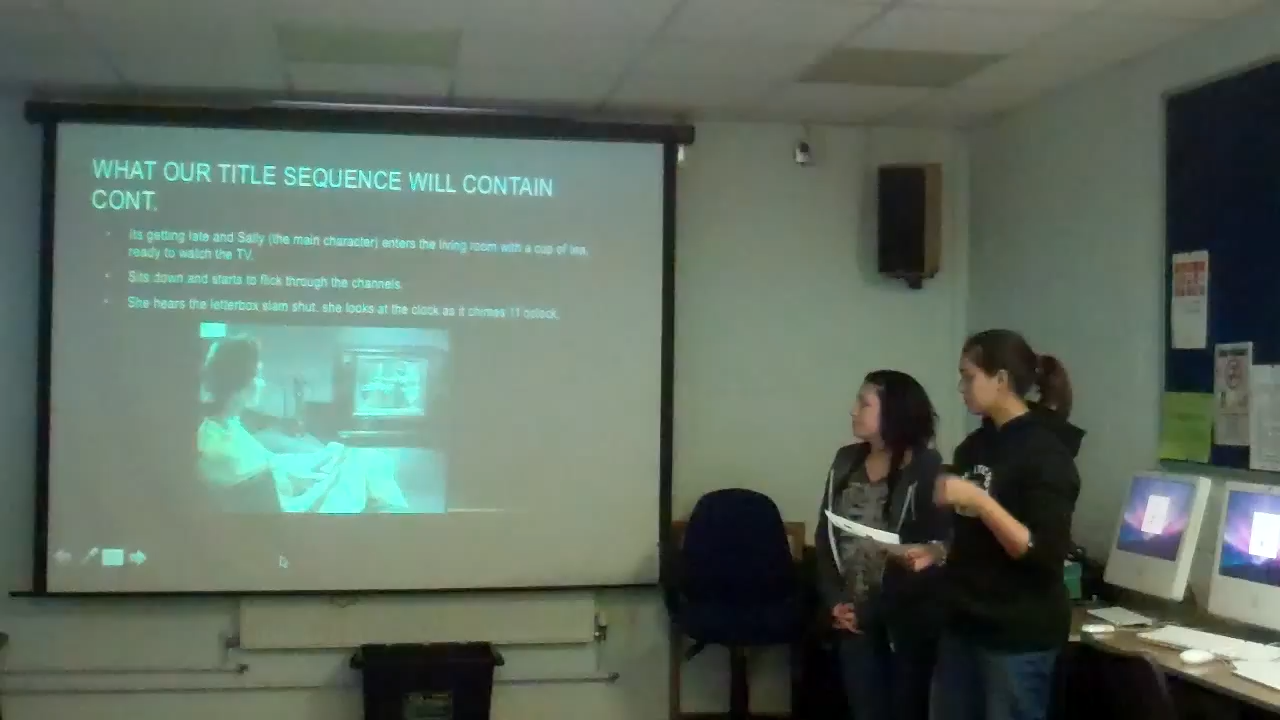 WHAT OUR TITLE SEQUENCE WILL CONTAIN
CONT.
Its getting late and Sally (the main character) enters the living room with a cup of tea,
ready to watch the TV.
Sits down and starts to flick through the channels.
She hears the letterbox slam shut, she looks at the clock as it chimes 11 oclock.